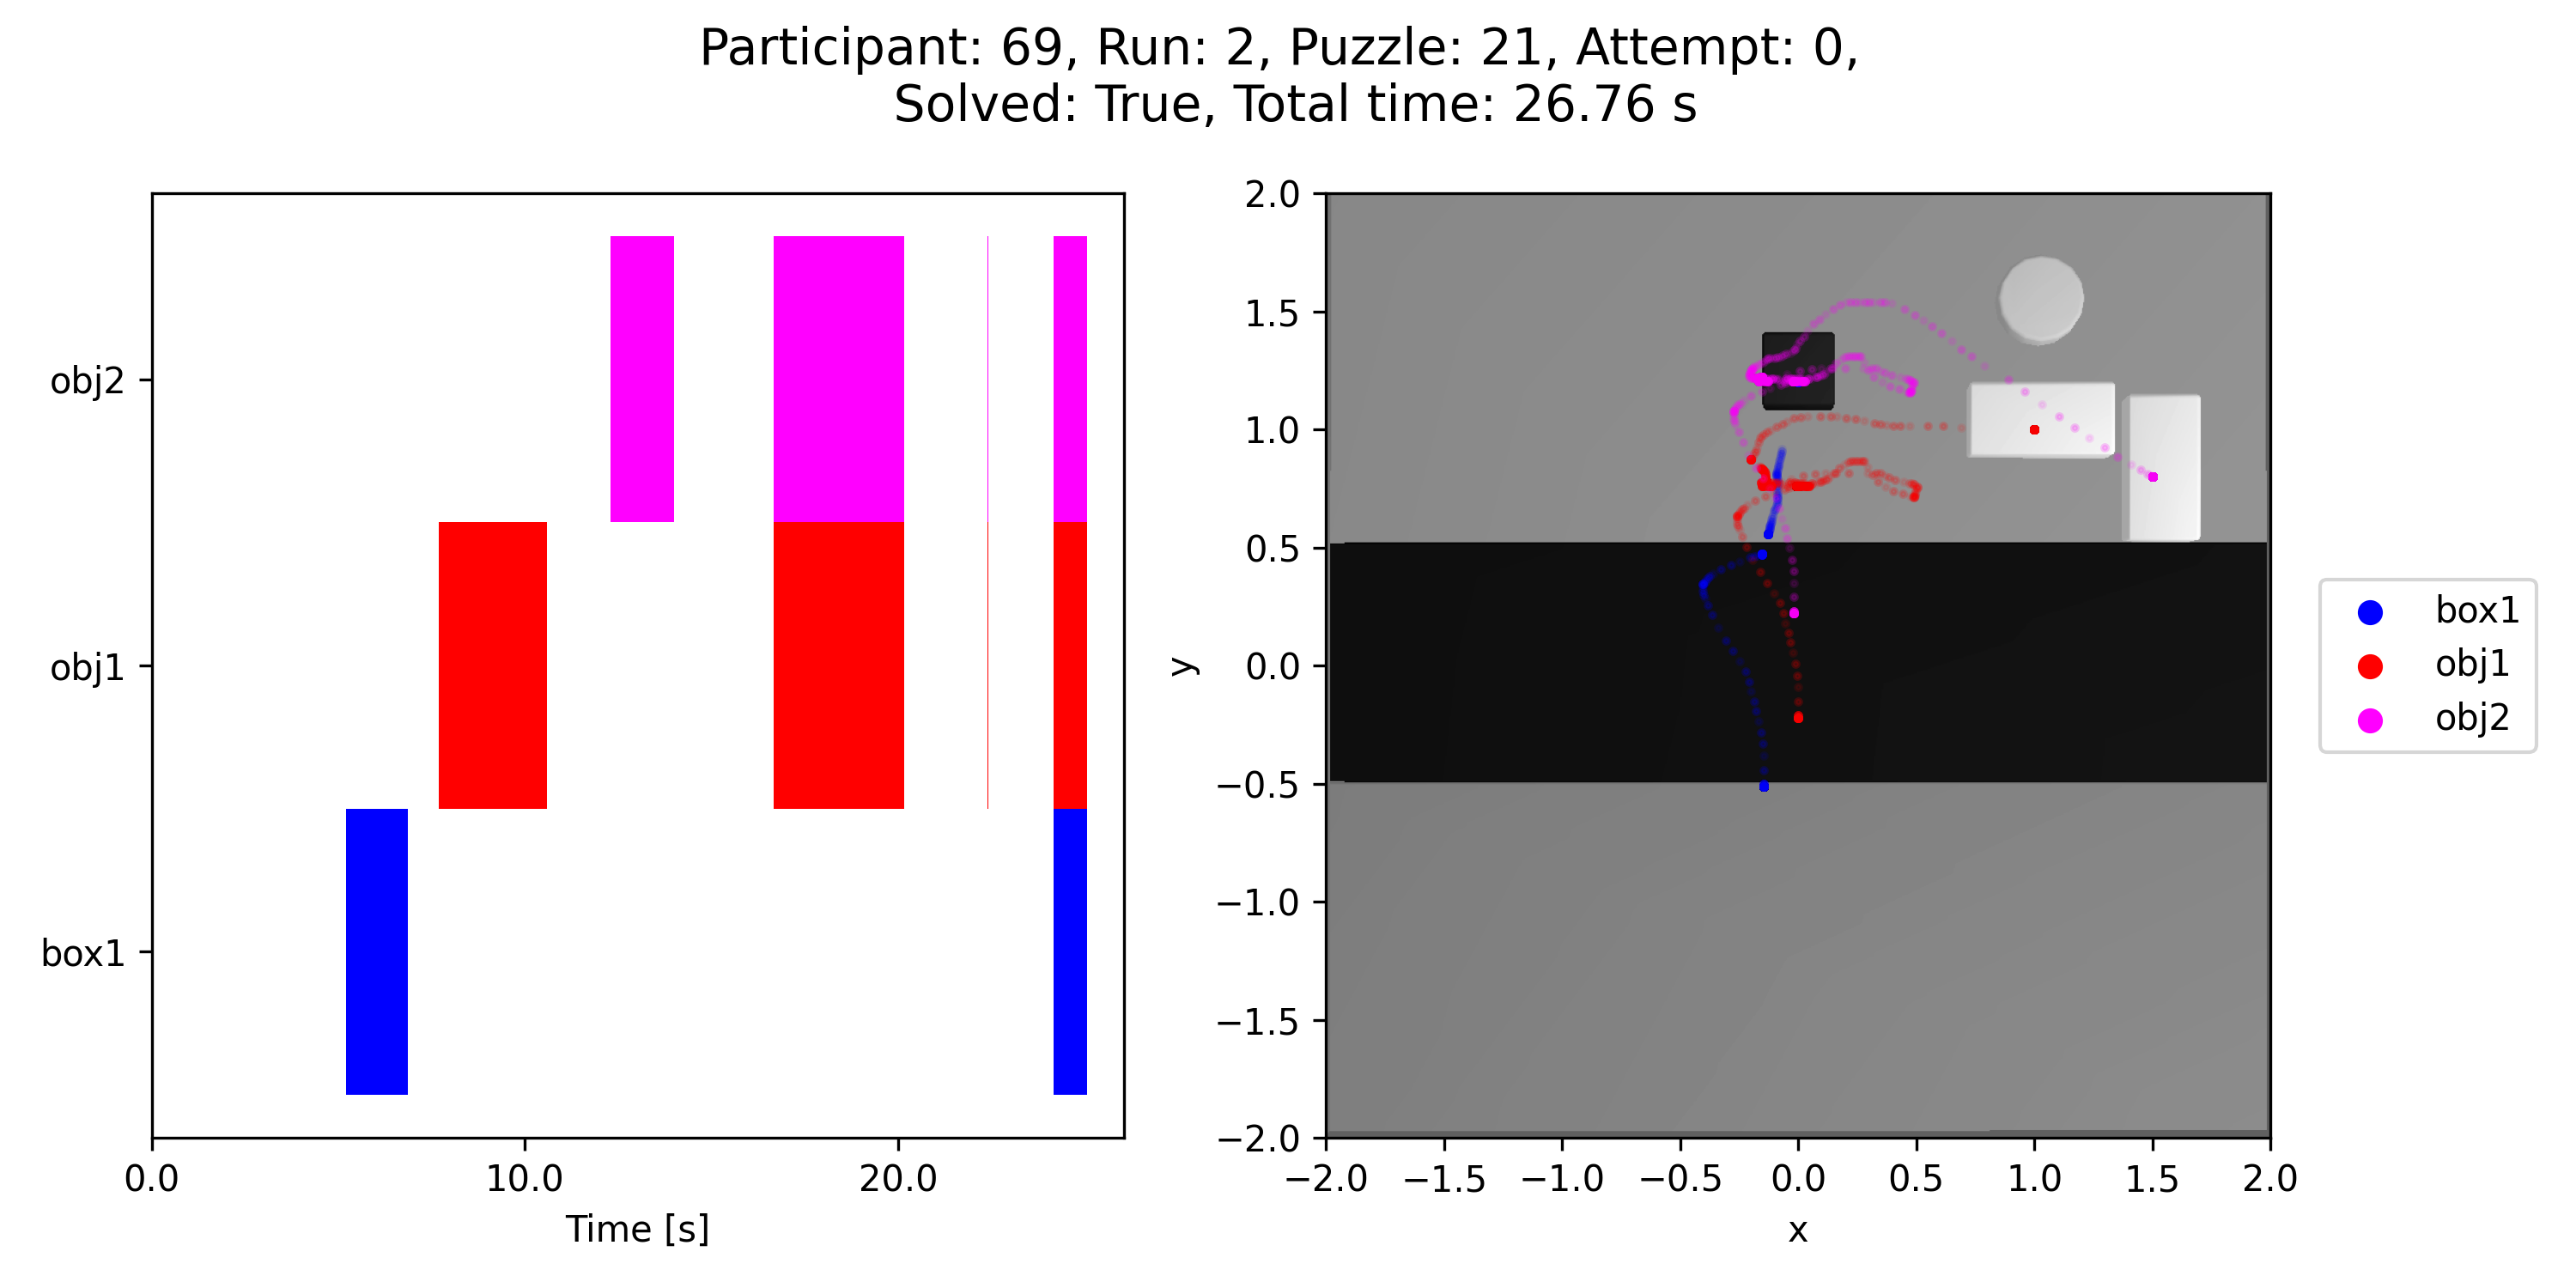 Participant: 69, Run: 2, Puzzle: 21, Attempt: 0,
Solved: True, Total time: 26.76 s
obj2
obj1
box1
0.0 10.0 20.0
Time [s]
2.0
1.5
1.0
0.5
0.0
−0.5
−1.0
−1.5
−2.0
y
−2.0 −1.5 −1.0 −0.5 0.0 0.5 1.0 1.5 2.0
x
box1
obj1
obj2